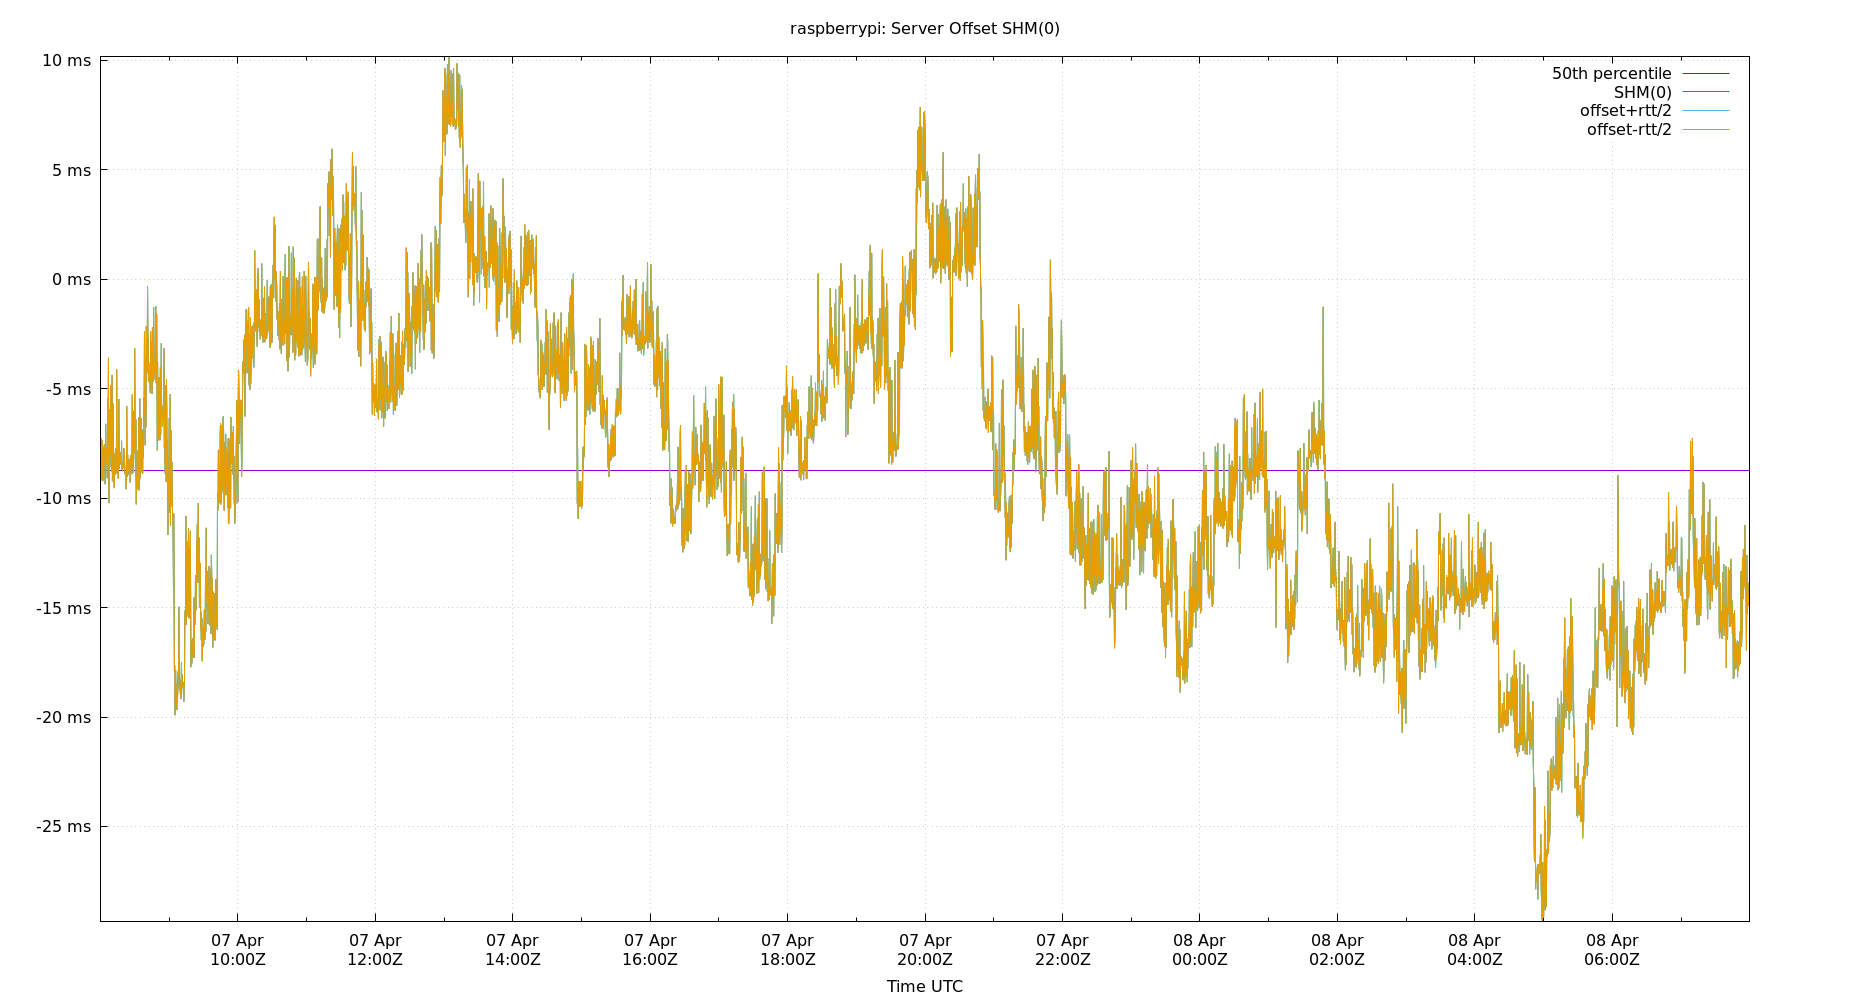 raspberrypi: Server Offset SHM(0)
10 ms
5 ms
0 ms
-5 ms
-10 ms
-15 ms
-20 ms
-25 ms
50th percentile
SHM(0)
offset+rtt/2
offset-rtt/2
07 Apr 07 Apr 07 Apr 07 Apr 07 Apr 07 Apr 07 Apr 08 Apr 08 Apr 08 Apr 08 Apr
10:00Z 12:00Z 14:00Z 16:00Z 18:00Z 20:00Z 22:00Z 00:00Z 02:00Z 04:00Z 06:00Z
Time UTC